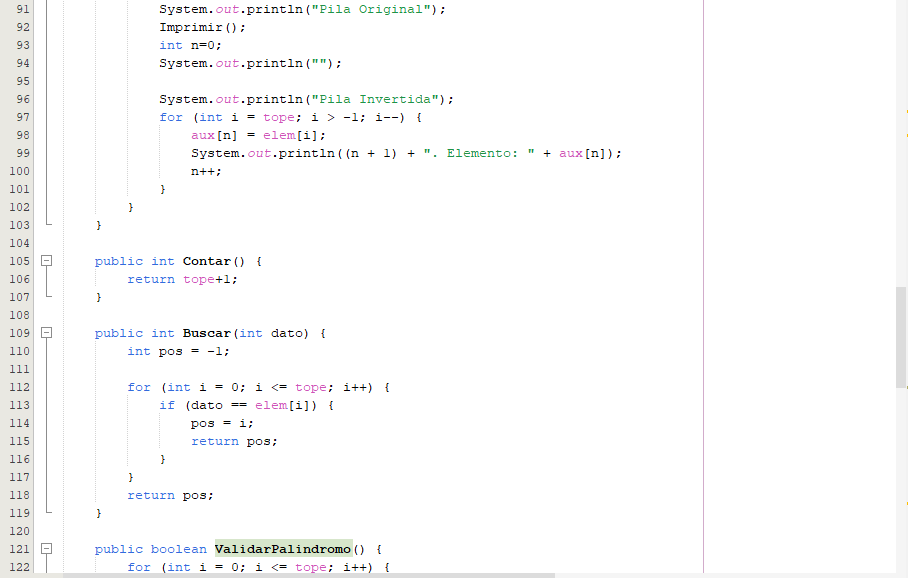 91 System.out.println("Pila Original");
92 Imprimir();
93 int n=0;
94 System.out.println("");
95
96 System.out.println("Pila Invertida");
97 for (int i = tope; i > -1; i--) {
98 aux[n] = elem[i];
99 System.out.println((n + 1) + ". Elemento: " + aux[n]);
100 n++;
101 }
102 }
103 }
104
105 public int Contar() {
106 return tope+1;
107 }
108
109 public int Buscar(int dato) {
110 int pos = -1;
111
112 for (int i = 0; i <= tope; i++) {
113 if (dato == elem[i]) {
114 pos = i;
115 return pos;
116 }
117 }
118 return pos;
119 }
120
121 public boolean ValidarPalindromo() {
122 for (int i = 0; i <= tope; i++) {